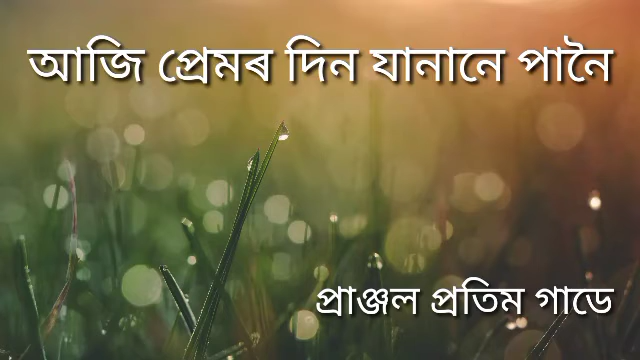 আজি প্ৰেমৰ দিন যানানে পানৈ
প্ৰাঞ্জল প্ৰতিম গাডে